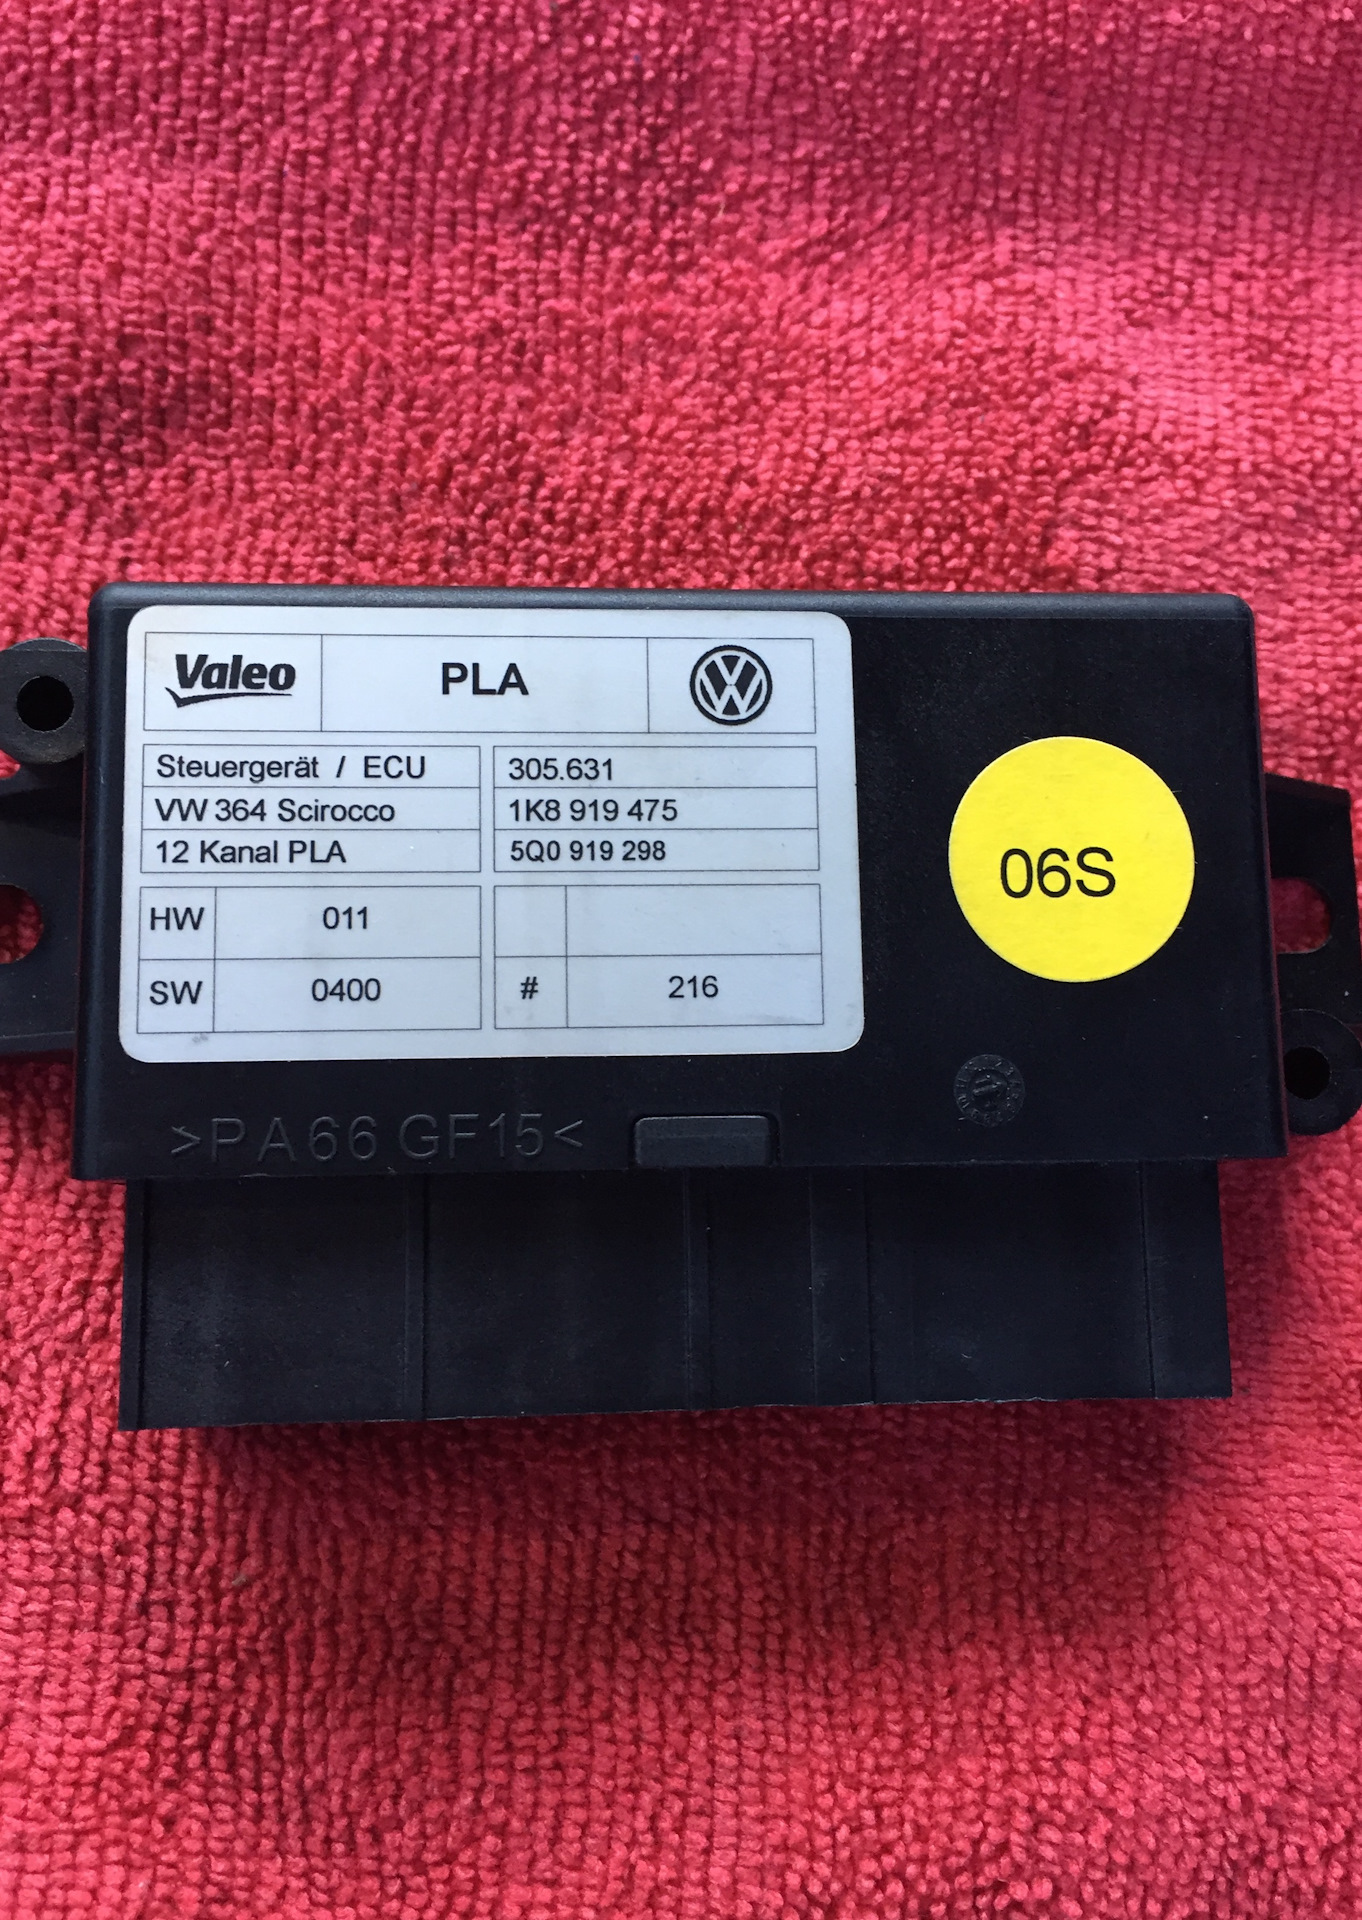 Valeo PLA VW
Steuergerät / ECU 305.631
VW 364 Scirocco 1K8 919 475
12 Kanal PLA 5Q0 919 298
HW 011
SW 0400 # 216
06S
>PA66 GF15<